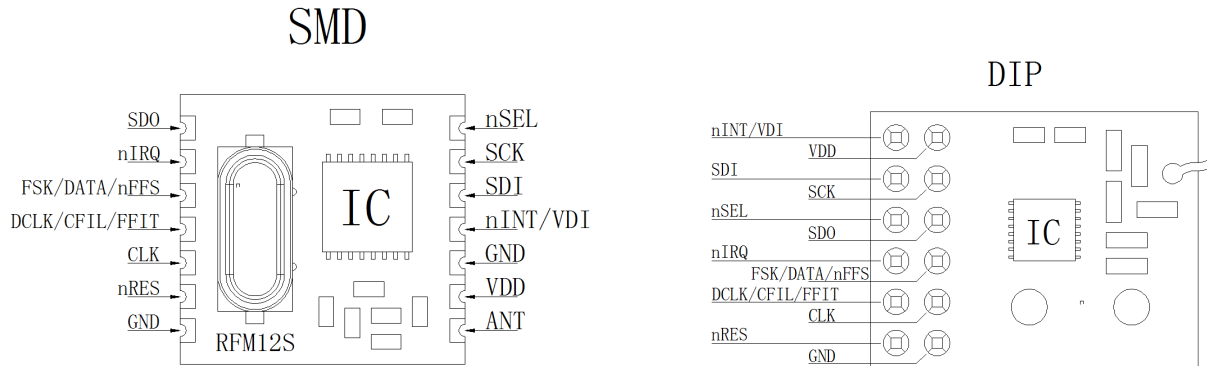 SMD
SDO
nIRQ
FSK/DATA/nFFS
DCLK/CFIL/FFIT
CLK
nRES
GND
IC
RFM12S
nSEL
SCK
SDI
nINT/VDI
GND
VDD
ANT
DIP
nINT/VDI
VDD
SDI
SCK
nSEL
SDO
nIRQ
FSK/DATA/nFFS
DCLK/CFIL/FFIT
CLK
nRES
GND
IC